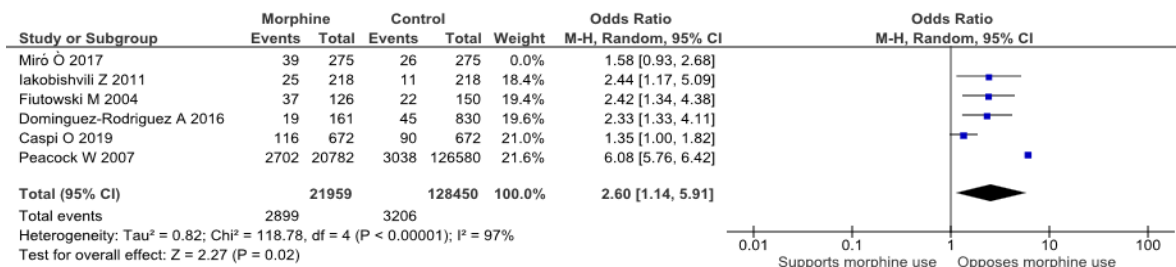 Morphine Control Odds Ratio Odds Ratio
Study or Subgroup Events Total Events Total Weight M-H, Random, 95% CI M-H, Random, 95% CI
Miró Ò 2017 39 275 26 275 0.0% 1.58 [0.93, 2.68]
Iakobishvili Z 2011 25 218 11 218 18.4% 2.44 [1.17, 5.09]
Fiutowski M 2004 37 126 22 150 19.4% 2.42 [1.34, 4.38]
Dominguez-Rodriguez A 2016 19 161 45 830 19.6% 2.33 [1.33, 4.11]
Caspi O 2019 116 672 90 672 21.0% 1.35 [1.00, 1.82]
Peacock W 2007 2702 20782 3038 126580 21.6% 6.08 [5.76, 6.42]
Total (95% CI) 21959 128450 100.0% 2.60 [1.14, 5.91]
Total events 2899 3206
Heterogeneity: Tau² = 0.82; Chi² = 118.78, df = 4 (P < 0.00001); I² = 97%
Test for overall effect: Z = 2.27 (P = 0.02)
0.01 0.1 1 10 100
Supports morphine use Opposes morphine use